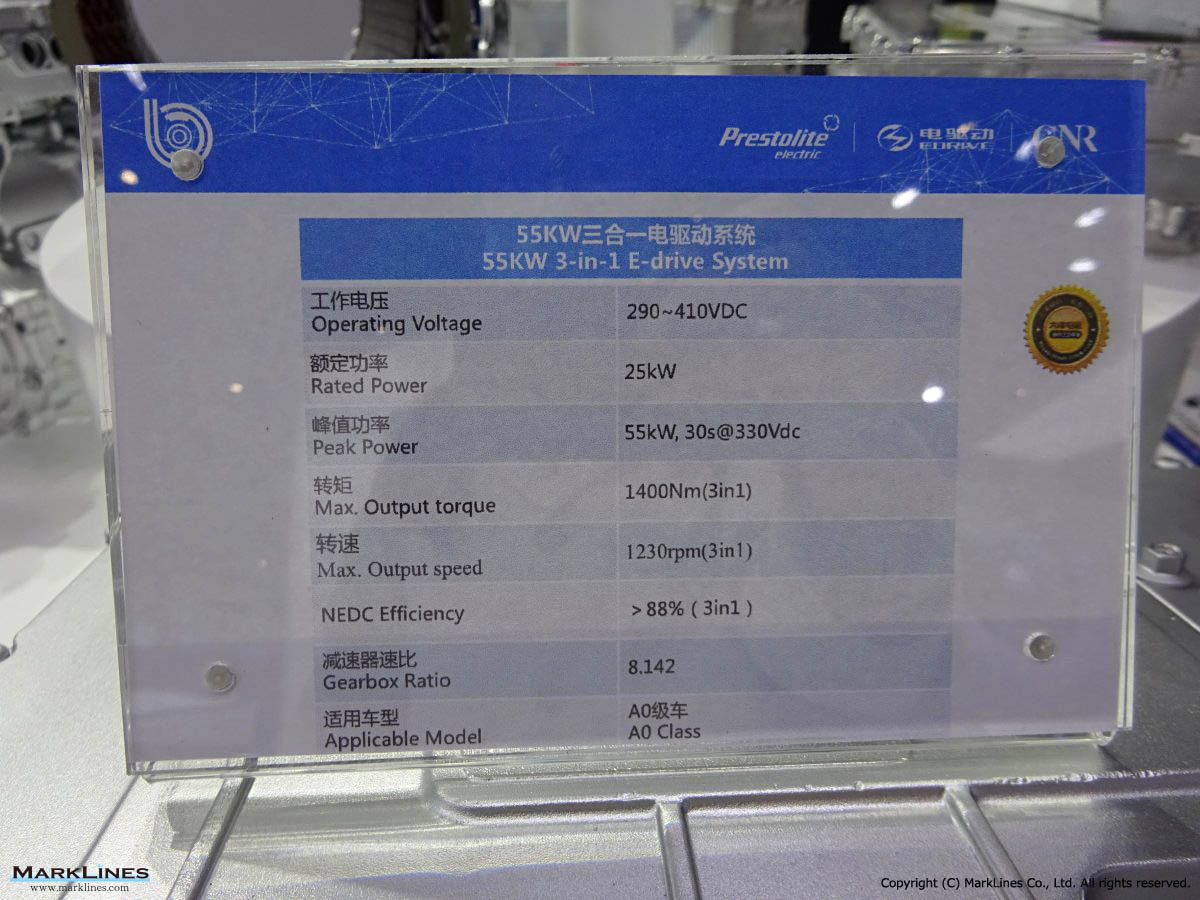 Prestolite
electric
电驱动
EDRIVE
55KW三合一电驱动系统
55KW 3-in-1 E-drive System
工作电压
Operating Voltage
290~410VDC
额定功率
Rated Power
25kW
峰值功率
Peak Power
55kW, 30s@330Vdc
转矩
Max. Output torque
1400Nm(3in1)
转速
Max. Output speed
1230rpm(3in1)
NEDC Efficiency
>88% ( 3in1 )
减速器速比
Gearbox Ratio
8.142
适用车型
Applicable Model
A0级车
A0 Class
MARKLINES
www.marklines.com
Copyright (C) MarkLines Co., Ltd. All rights reserved.